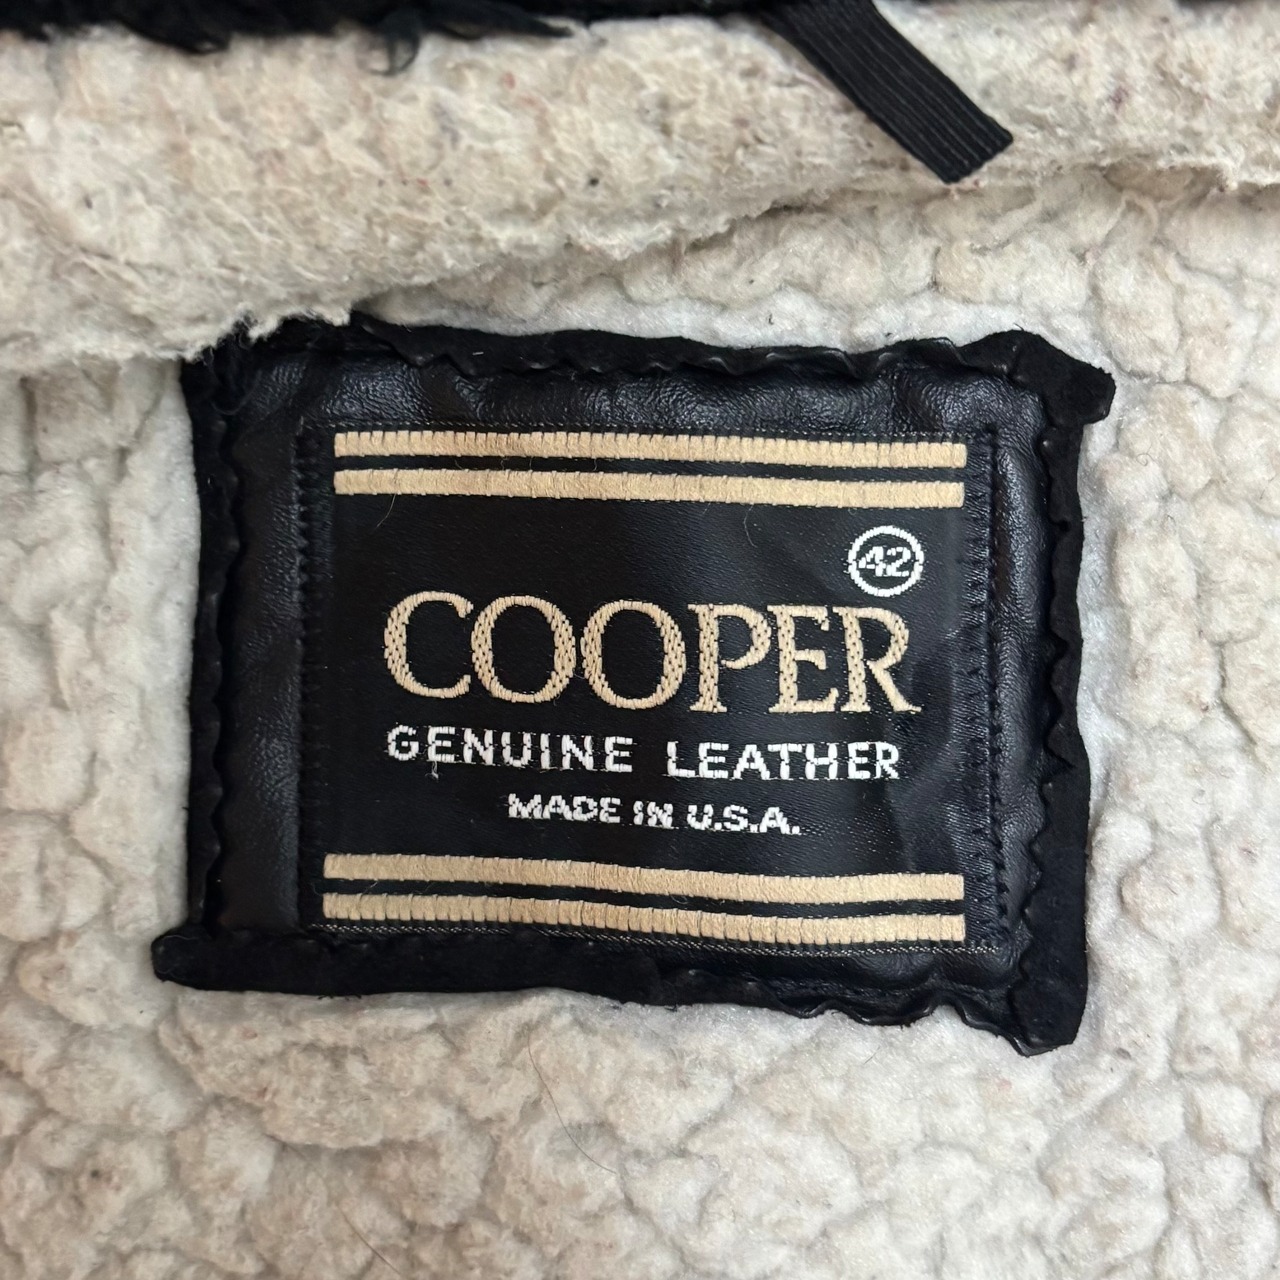 42
COOPER
GENUINE LEATHER
MADE IN U.S.A.